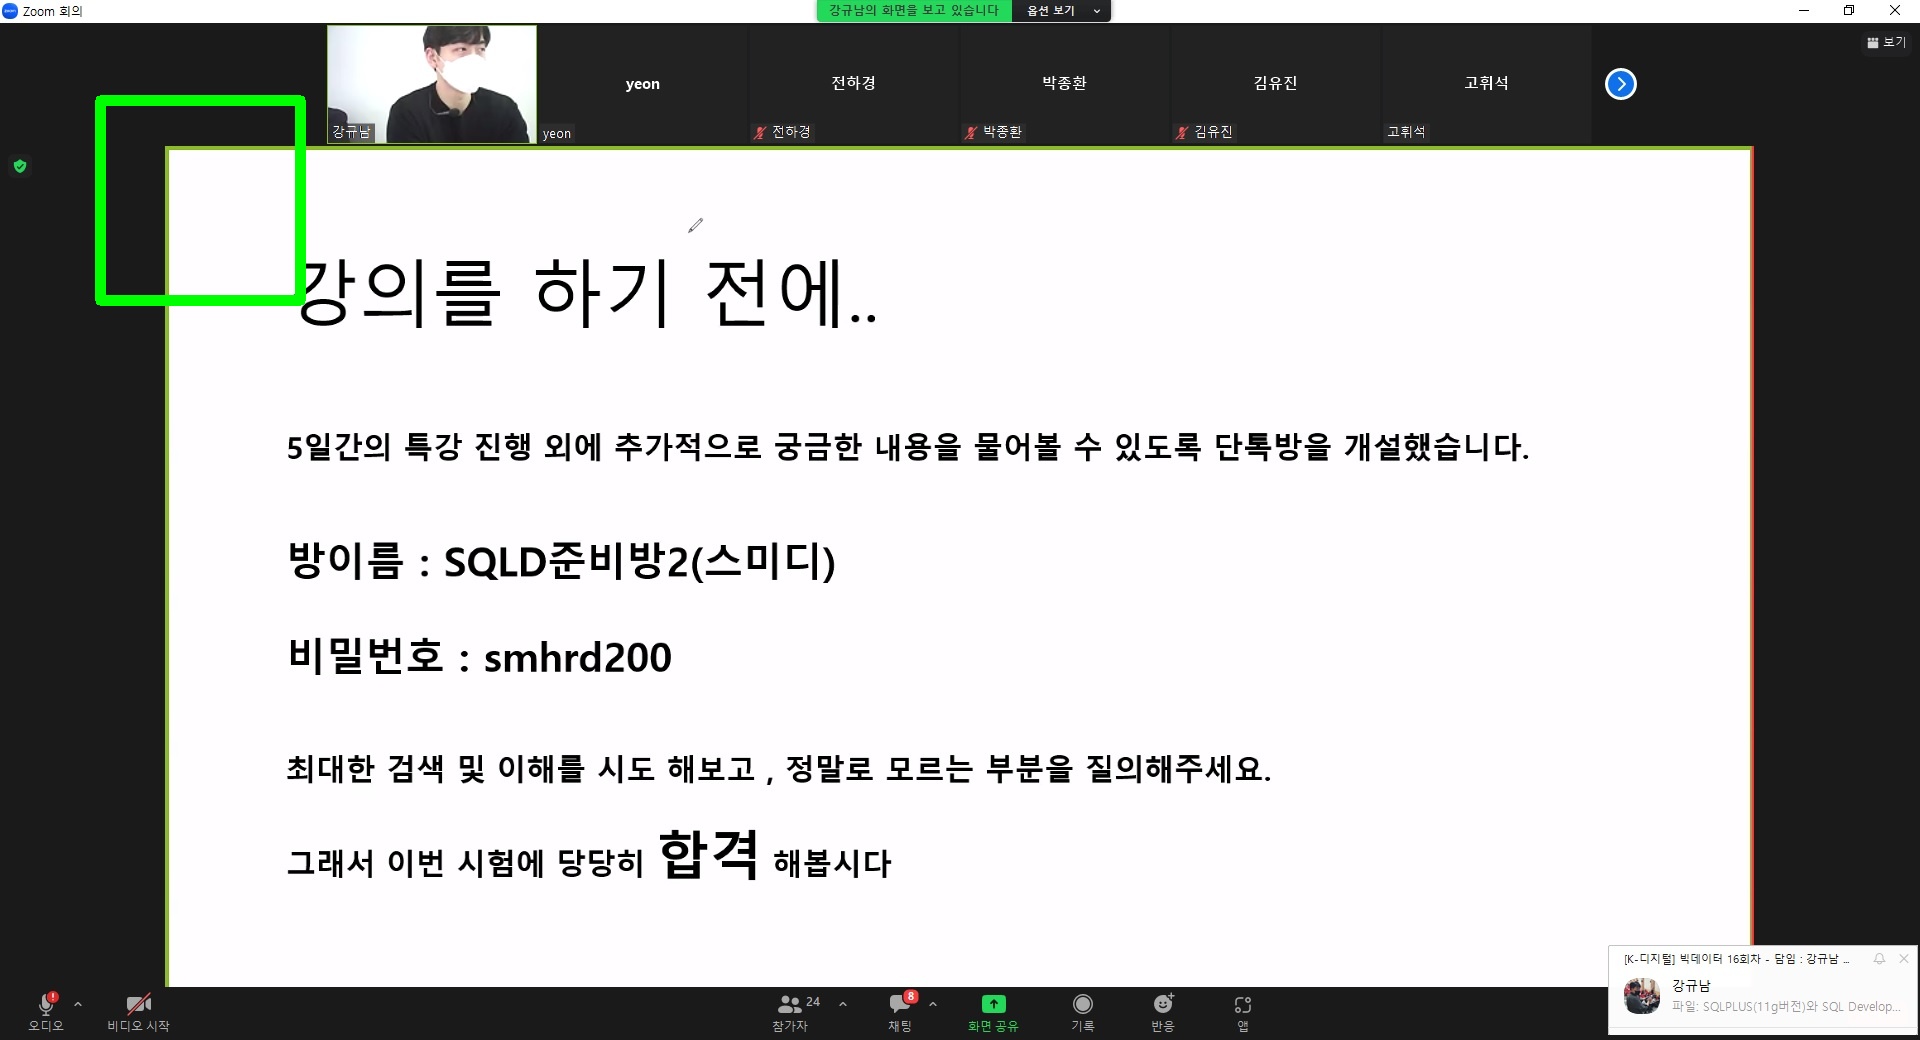 Zoom 회의
강규남의 화면을 보고 있습니다
옵션 보기
보기
yeon
전하경
박종환
김유진
고휘석
강규남
yeon
전하경
박종환
김유진
고휘석
강의를 하기 전에..
5일간의 특강 진행 외에 추가적으로 궁금한 내용을 물어볼 수 있도록 단톡방을 개설했습니다.
방이름 : SQLD준비방2(스미디)
비밀번호 : smhrd200
최대한 검색 및 이해를 시도 해보고 , 정말로 모르는 부분을 질의해주세요.
그래서 이번 시험에 당당히 합격 해봅시다
[K-디지털] 빅데이터 16회차 - 담임 : 강규남 ...
강규남
파일: SQLPLUS(11g버전)와 SQL Develop...
오디오
비디오 시작
24
참가자
8
채팅
화면 공유
기록
반응
앱